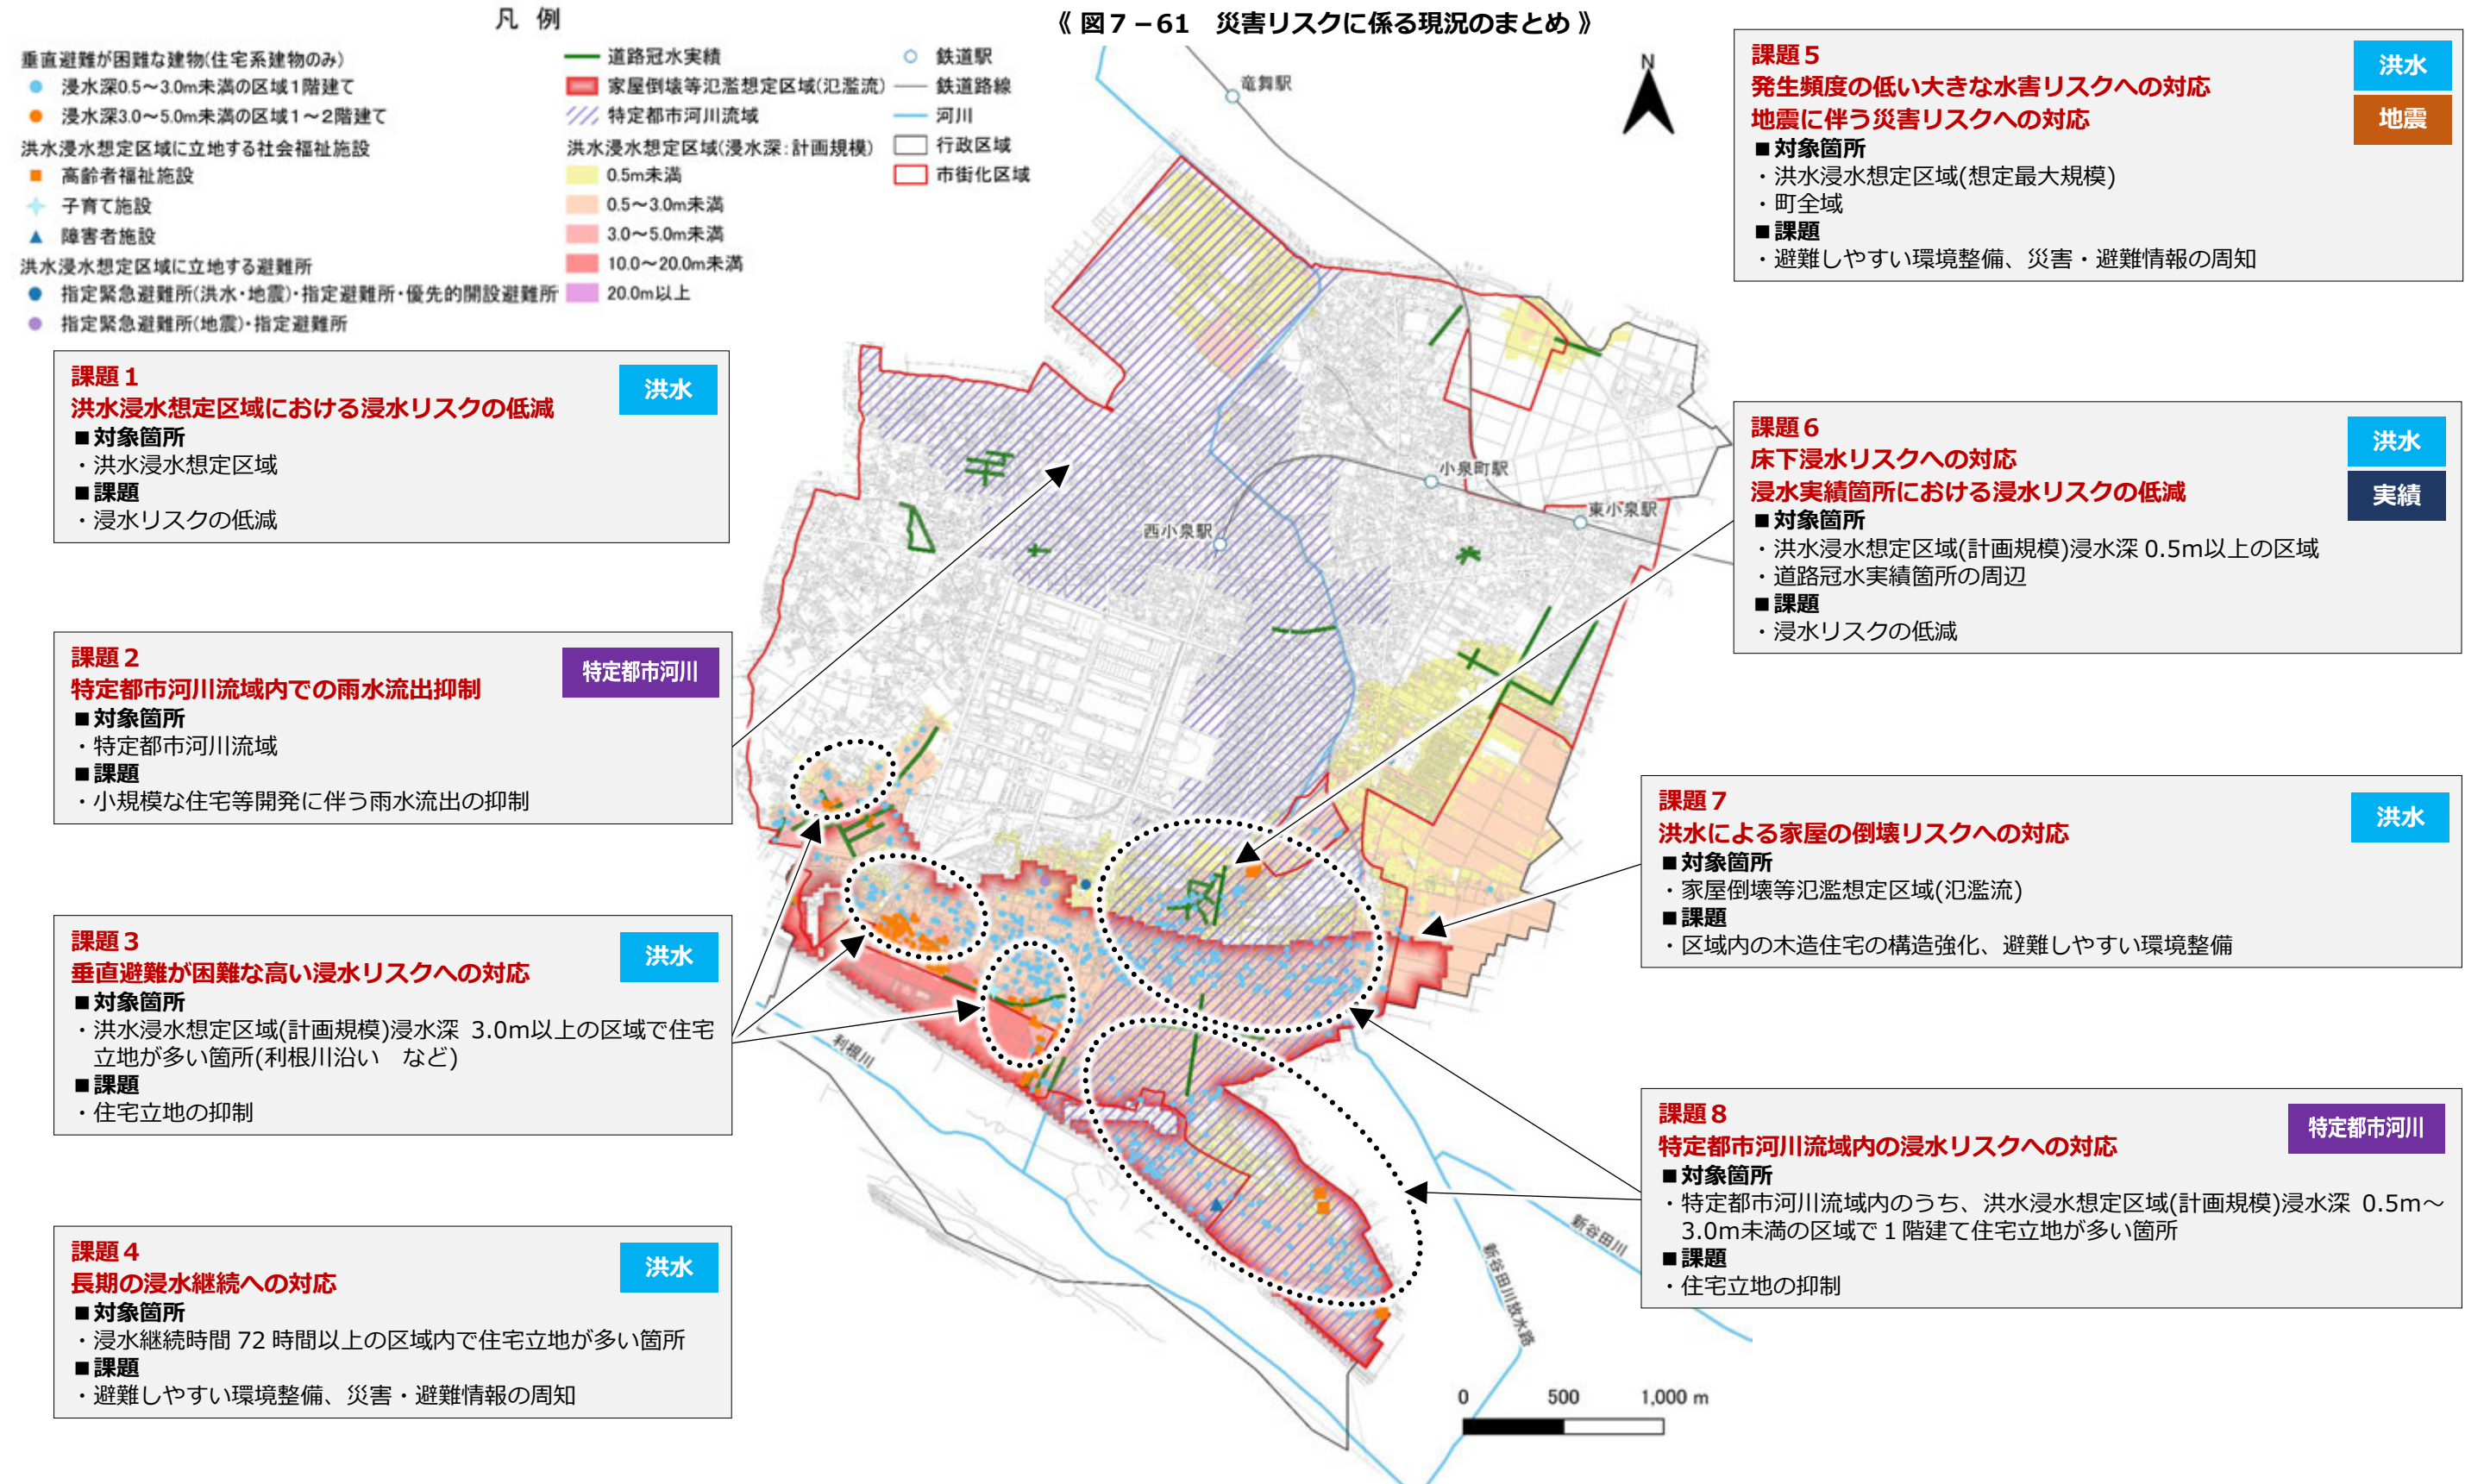 《 図７－61　災害リスクに係る現況のまとめ 》
凡 例
垂直避難が困難な建物(住宅系建物のみ)
浸水深0.5～3.0m未満の区域1階建て
浸水深3.0～5.0m未満の区域1～2階建て
洪水浸水想定区域に立地する社会福祉施設
高齢者福祉施設
子育て施設
障害者施設
洪水浸水想定区域に立地する避難所
指定緊急避難所(洪水・地震)・指定避難所・優先的開設避難所
指定緊急避難所(地震)・指定避難所
道路冠水実績
家屋倒壊等氾濫想定区域(氾濫流)
特定都市河川流域
洪水浸水想定区域(浸水深:計画規模)
0.5m未満
0.5～3.0m未満
3.0～5.0m未満
10.0～20.0m未満
20.0m以上
鉄道駅
鉄道路線
河川
行政区域
市街化区域
課題１
洪水
洪水浸水想定区域における浸水リスクの低減
■対象箇所
・洪水浸水想定区域
■課題
・浸水リスクの低減
課題２
特定都市河川
特定都市河川流域内での雨水流出抑制
■対象箇所
・特定都市河川流域
■課題
・小規模な住宅等開発に伴う雨水流出の抑制
課題３
洪水
垂直避難が困難な高い浸水リスクへの対応
■対象箇所
・洪水浸水想定区域(計画規模)浸水深 3.0m以上の区域で住宅
立地が多い箇所(利根川沿い　など)
■課題
・住宅立地の抑制
課題４
洪水
長期の浸水継続への対応
■対象箇所
・浸水継続時間 72 時間以上の区域内で住宅立地が多い箇所
■課題
・避難しやすい環境整備、災害・避難情報の周知
課題５
洪水
発生頻度の低い大きな水害リスクへの対応
地震
地震に伴う災害リスクへの対応
■対象箇所
・洪水浸水想定区域(想定最大規模)
・町全域
■課題
・避難しやすい環境整備、災害・避難情報の周知
課題６
洪水
床下浸水リスクへの対応
実績
浸水実績箇所における浸水リスクの低減
■対象箇所
・洪水浸水想定区域(計画規模)浸水深 0.5m以上の区域
・道路冠水実績箇所の周辺
■課題
・浸水リスクの低減
課題７
洪水
洪水による家屋の倒壊リスクへの対応
■対象箇所
・家屋倒壊等氾濫想定区域(氾濫流)
■課題
・区域内の木造住宅の構造強化、避難しやすい環境整備
課題８
特定都市河川
特定都市河川流域内の浸水リスクへの対応
■対象箇所
・特定都市河川流域内のうち、洪水浸水想定区域(計画規模)浸水深 0.5m～
3.0m未満の区域で１階建て住宅立地が多い箇所
■課題
・住宅立地の抑制
N
竜舞駅
小泉町駅
東小泉駅
西小泉駅
利根川
新谷田川
新谷田川放水路
0 500 1,000 m